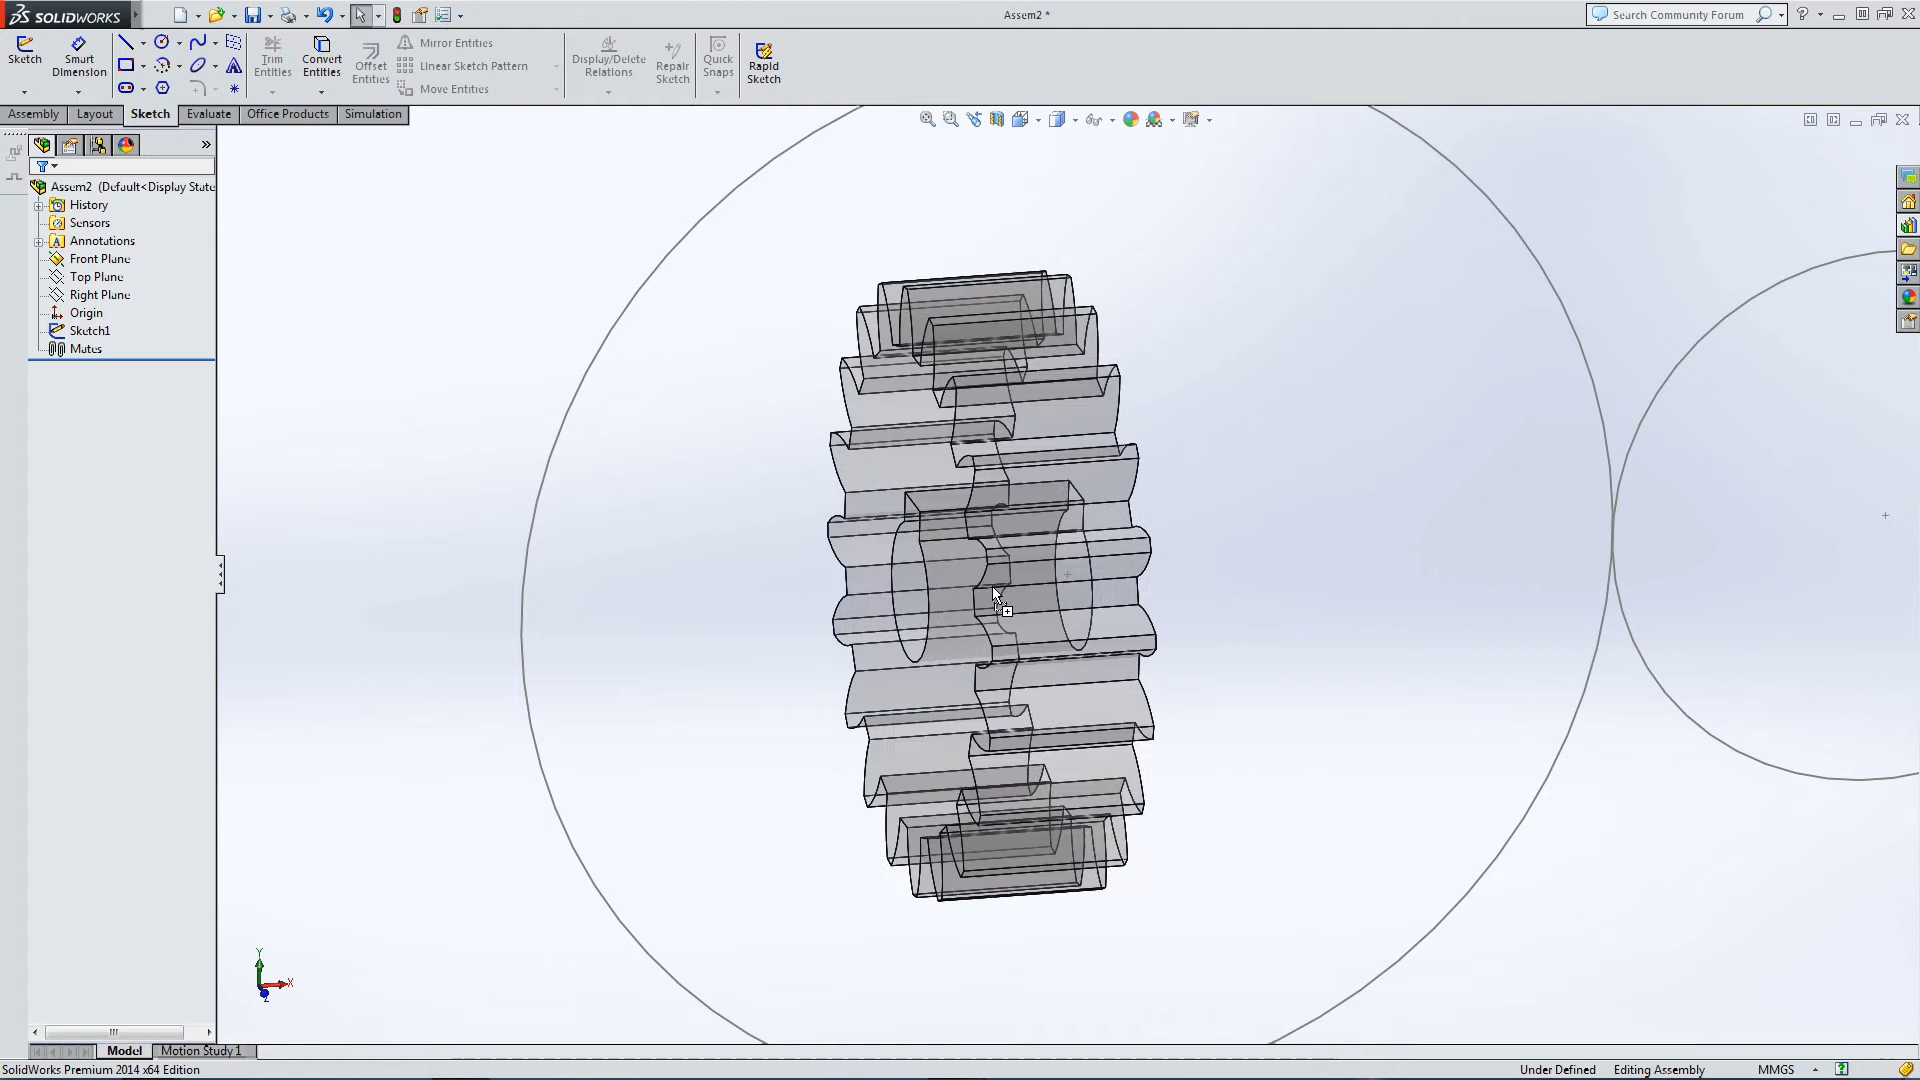 SOLIDWORKS
Assem2 *
Search Community Forum
Sketch
Smart
Dimension
Trim
Entities
Convert
Entities
Offset
Entities
Mirror Entities
Linear Sketch Pattern
Move Entities
Display/Delete
Relations
Repair
Sketch
Quick
Snaps
Rapid
Sketch
Assembly
Layout
Sketch
Evaluate
Office Products
Simulation
Assem2 (Default<Display State
History
Sensors
Annotations
Front Plane
Top Plane
Right Plane
Origin
Sketch1
Mates
Y
X
Z
Model
Motion Study 1
SolidWorks Premium 2014 x64 Edition
Under Defined
Editing Assembly
MMGS